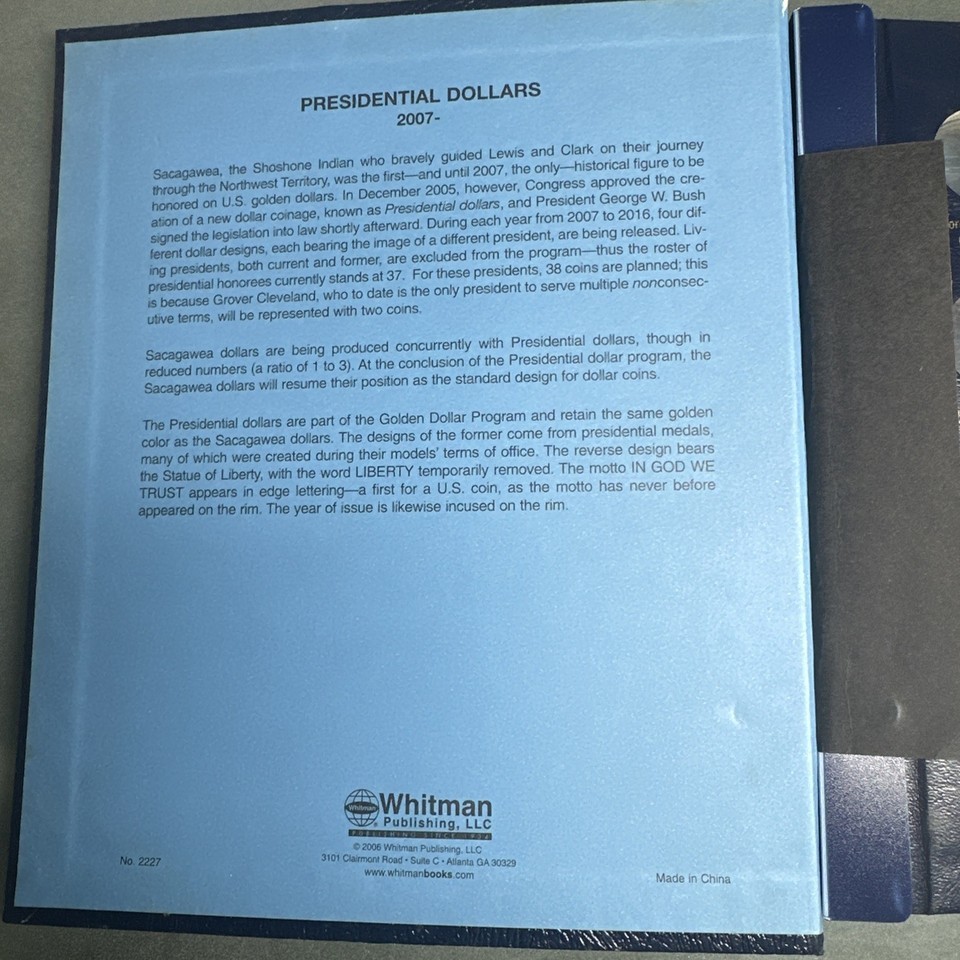 PRESIDENTIAL DOLLARS
2007-
Sacagawea, the Shoshone Indian who bravely guided Lewis and Clark on their journey
through the Northwest Territory, was the first—and until 2007, the only—historical figure to be
honored on U.S. golden dollars. In December 2005, however, Congress approved the cre-
ation of a new dollar coinage, known as Presidential dollars, and President George W. Bush
signed the legislation into law shortly afterward. During each year from 2007 to 2016, four dif-
ferent dollar designs, each bearing the image of a different president, are being released. Liv-
ing presidents, both current and former, are excluded from the program—thus the roster of
presidential honorees currently stands at 37. For these presidents, 38 coins are planned; this
is because Grover Cleveland, who to date is the only president to serve multiple nonconsec-
utive terms, will be represented with two coins.
Sacagawea dollars are being produced concurrently with Presidential dollars, though in
reduced numbers (a ratio of 1 to 3). At the conclusion of the Presidential dollar program, the
Sacagawea dollars will resume their position as the standard design for dollar coins.
The Presidential dollars are part of the Golden Dollar Program and retain the same golden
color as the Sacagawea dollars. The designs of the former come from presidential medals,
many of which were created during their models' terms of office. The reverse design bears
the Statue of Liberty, with the word LIBERTY temporarily removed. The motto IN GOD WE
TRUST appears in edge lettering—a first for a U.S. coin, as the motto has never before
appeared on the rim. The year of issue is likewise incused on the rim.
Whitman
Whitman
Publishing, LLC
PUBLISHING SINCE 1934
© 2006 Whitman Publishing, LLC
3101 Clairmont Road • Suite C • Atlanta GA 30329
www.whitmanbooks.com
No. 2227
Made in China